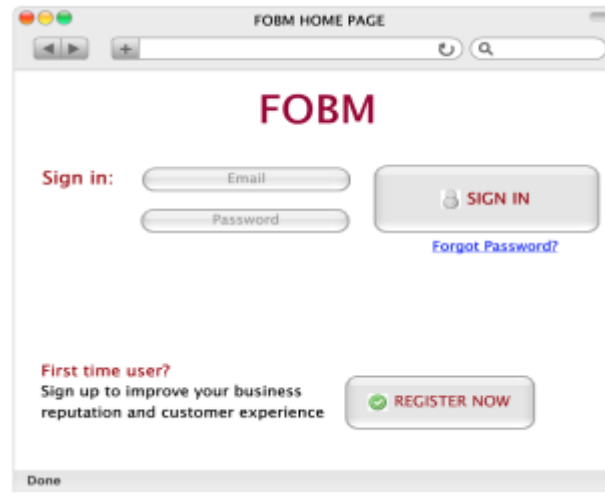 FOBM HOME PAGE
FOBM
Sign in:
Email
SIGN IN
Password
Forgot Password?
First time user?
Sign up to improve your business
reputation and customer experience
REGISTER NOW
Done